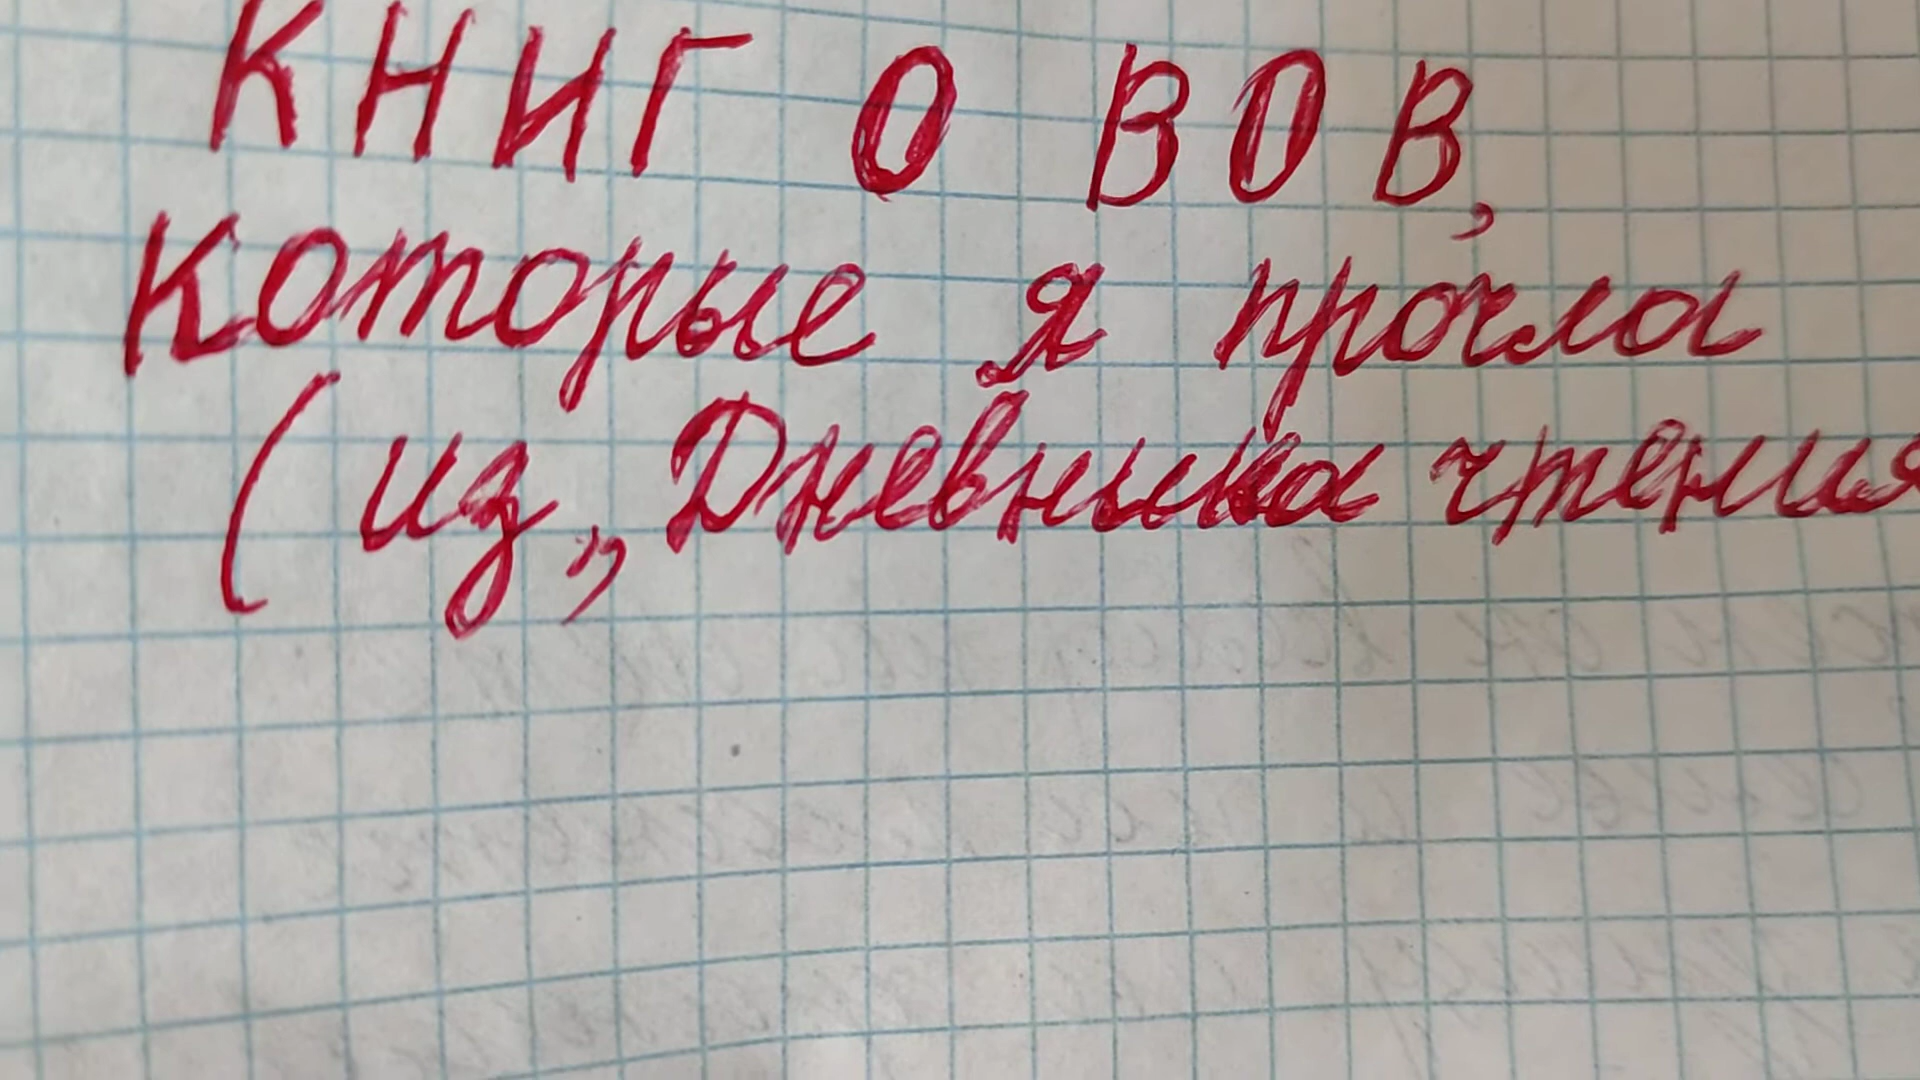 КНИГ О ВОВ,
которые я прочла
(из „Дневника чтения